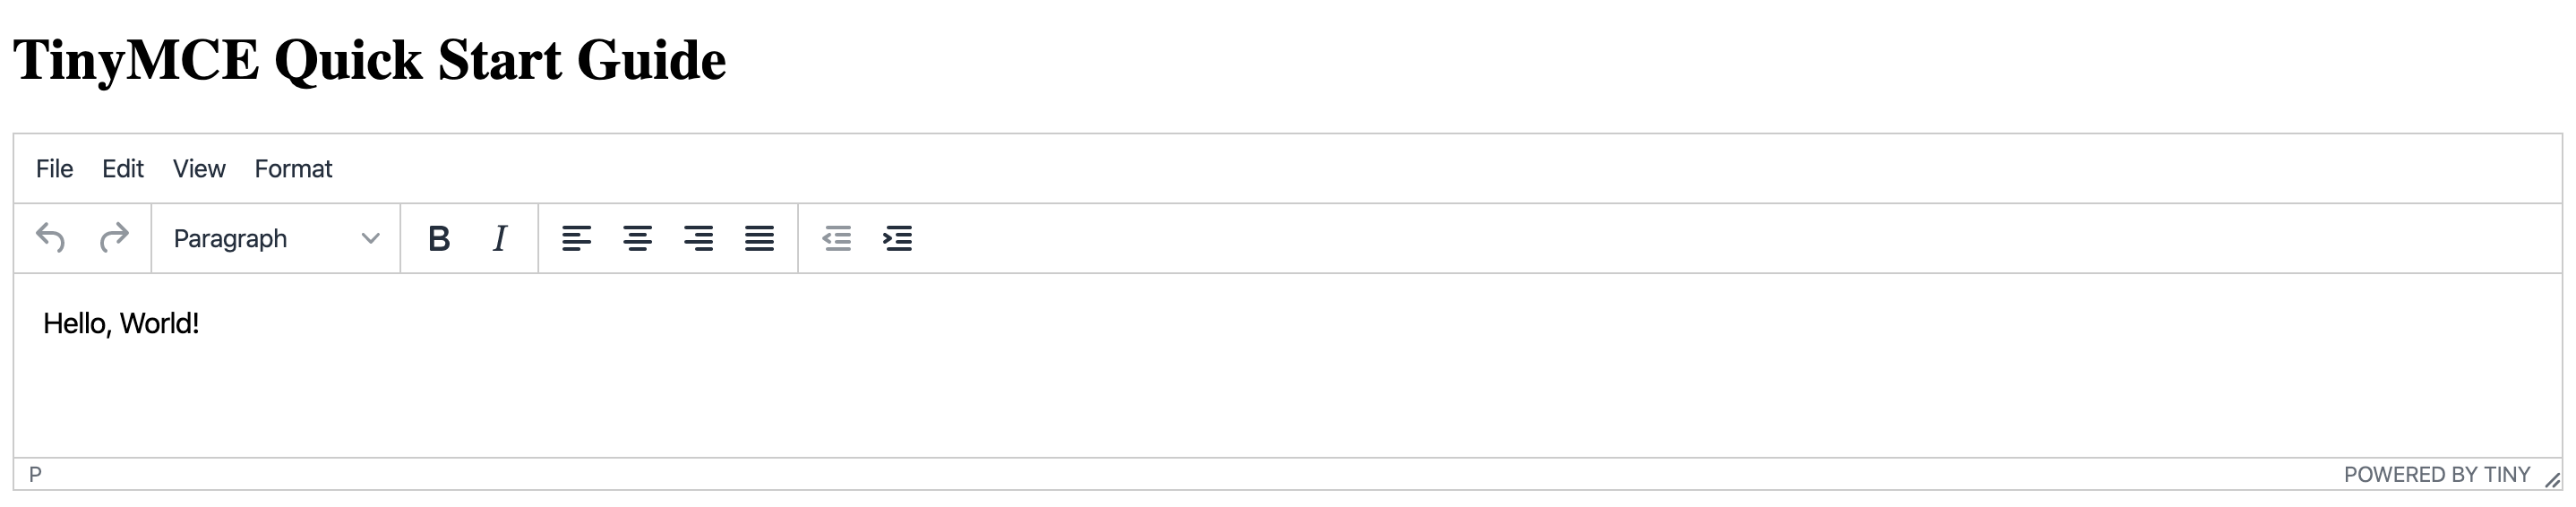 TinyMCE Quick Start Guide
File Edit View Format
Paragraph B I
Hello, World!
P POWERED BY TINY